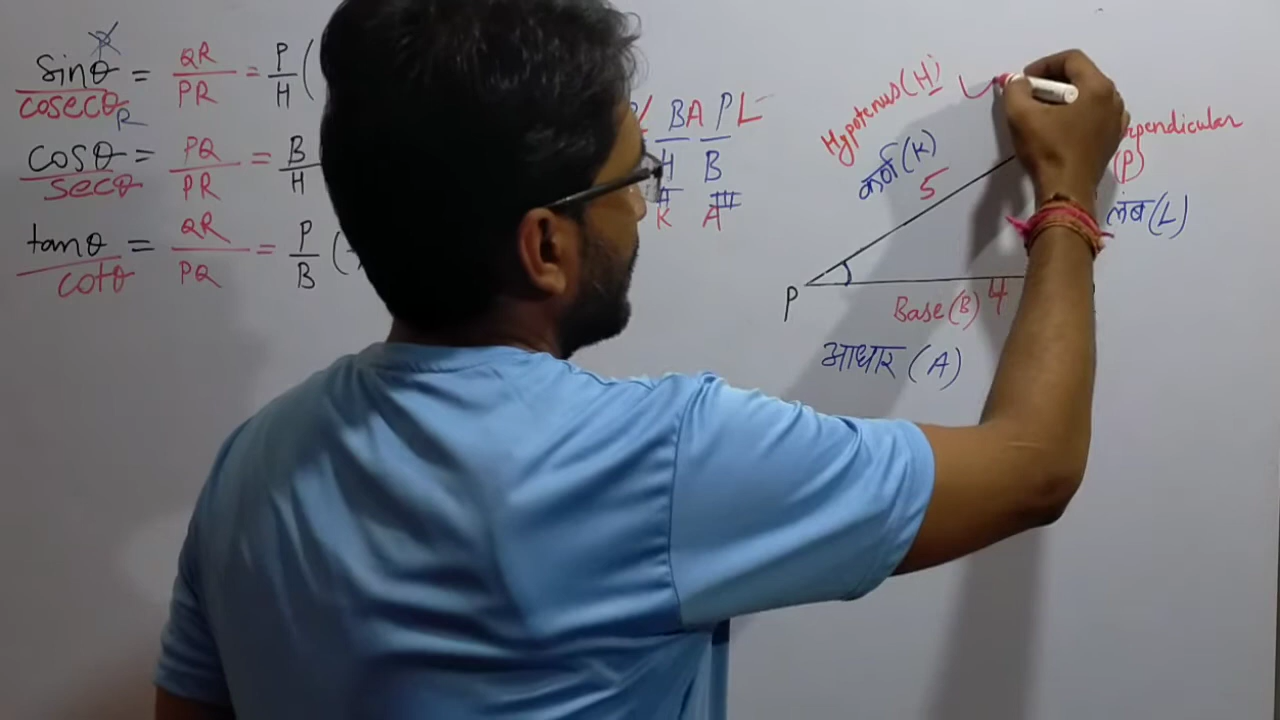 sinθ = QR = P (
cosecθ PR H
R
cosθ = PQ = B
secθ PR H
tanθ = QR = P (
cotθ PQ B
BA PL
H B
K A
Hypotenus(H)
कर्ण (K)
5
(P)
लंब (L)
P
Base (B) 4
आधार (A)